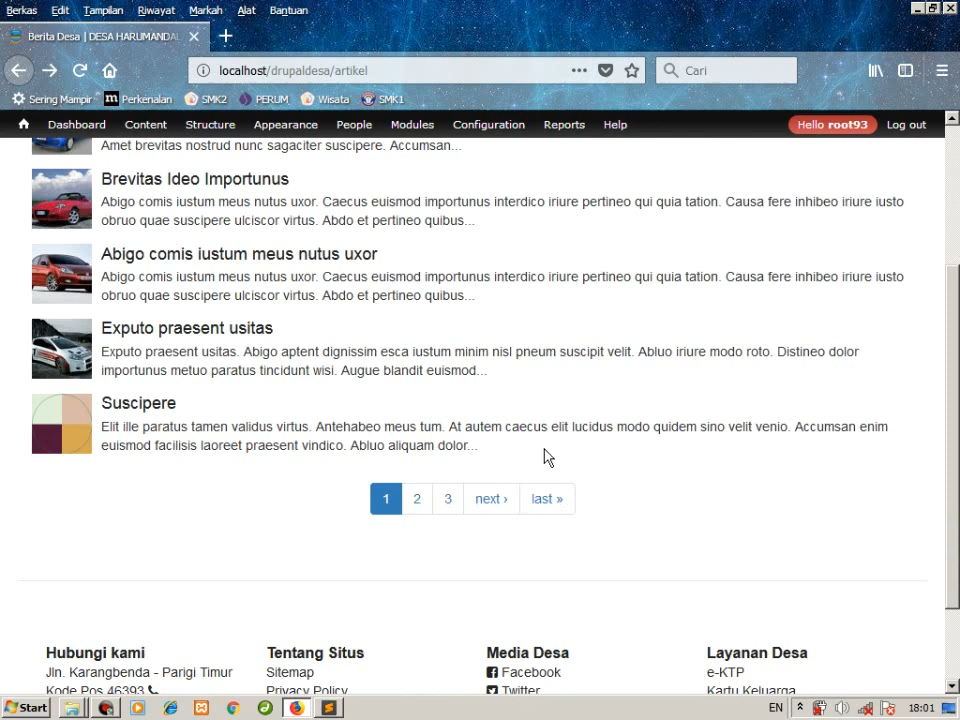 Berkas Edit Tampilan Riwayat Markah Alat Bantuan
Berita Desa | DESA HARUMANDAL
localhost/drupaldesa/artikel
Cari
Sering Mampir Perkenalan SMK2 PERUM Wisata SMK1
Dashboard Content Structure Appearance People Modules Configuration Reports Help Hello root93 Log out
Amet brevitas nostrud nunc sagaciter suscipere. Accumsan...
Brevitas Ideo Importunus
Abigo comis iustum meus nutus uxor. Caecus euismod importunus interdico iriure pertineo qui quia tation. Causa fere inhibeo iriure iusto
obruo quae suscipere ulciscor virtus. Abdo et pertineo quibus...
Abigo comis iustum meus nutus uxor
Abigo comis iustum meus nutus uxor. Caecus euismod importunus interdico iriure pertineo qui quia tation. Causa fere inhibeo iriure iusto
obruo quae suscipere ulciscor virtus. Abdo et pertineo quibus...
Exputo praesent usitas
Exputo praesent usitas. Abigo aptent dignissim esca iustum minim nisl pneum suscipit velit. Abluo iriure modo roto. Distineo dolor
importunus metuo paratus tincidunt wisi. Augue blandit euismod...
Suscipere
Elit ille paratus tamen validus virtus. Antehabeo meus tum. At autem caecus elit lucidus modo quidem sino velit venio. Accumsan enim
euismod facilisis laoreet praesent vindico. Abluo aliquam dolor...
1 2 3 next › last »
Hubungi kami
Jln. Karangbenda - Parigi Timur
Kode Pos 46393
Tentang Situs
Sitemap
Privacy Policy
Media Desa
Facebook
Twitter
Layanan Desa
e-KTP
Kartu Keluarga
Start
EN 18:01